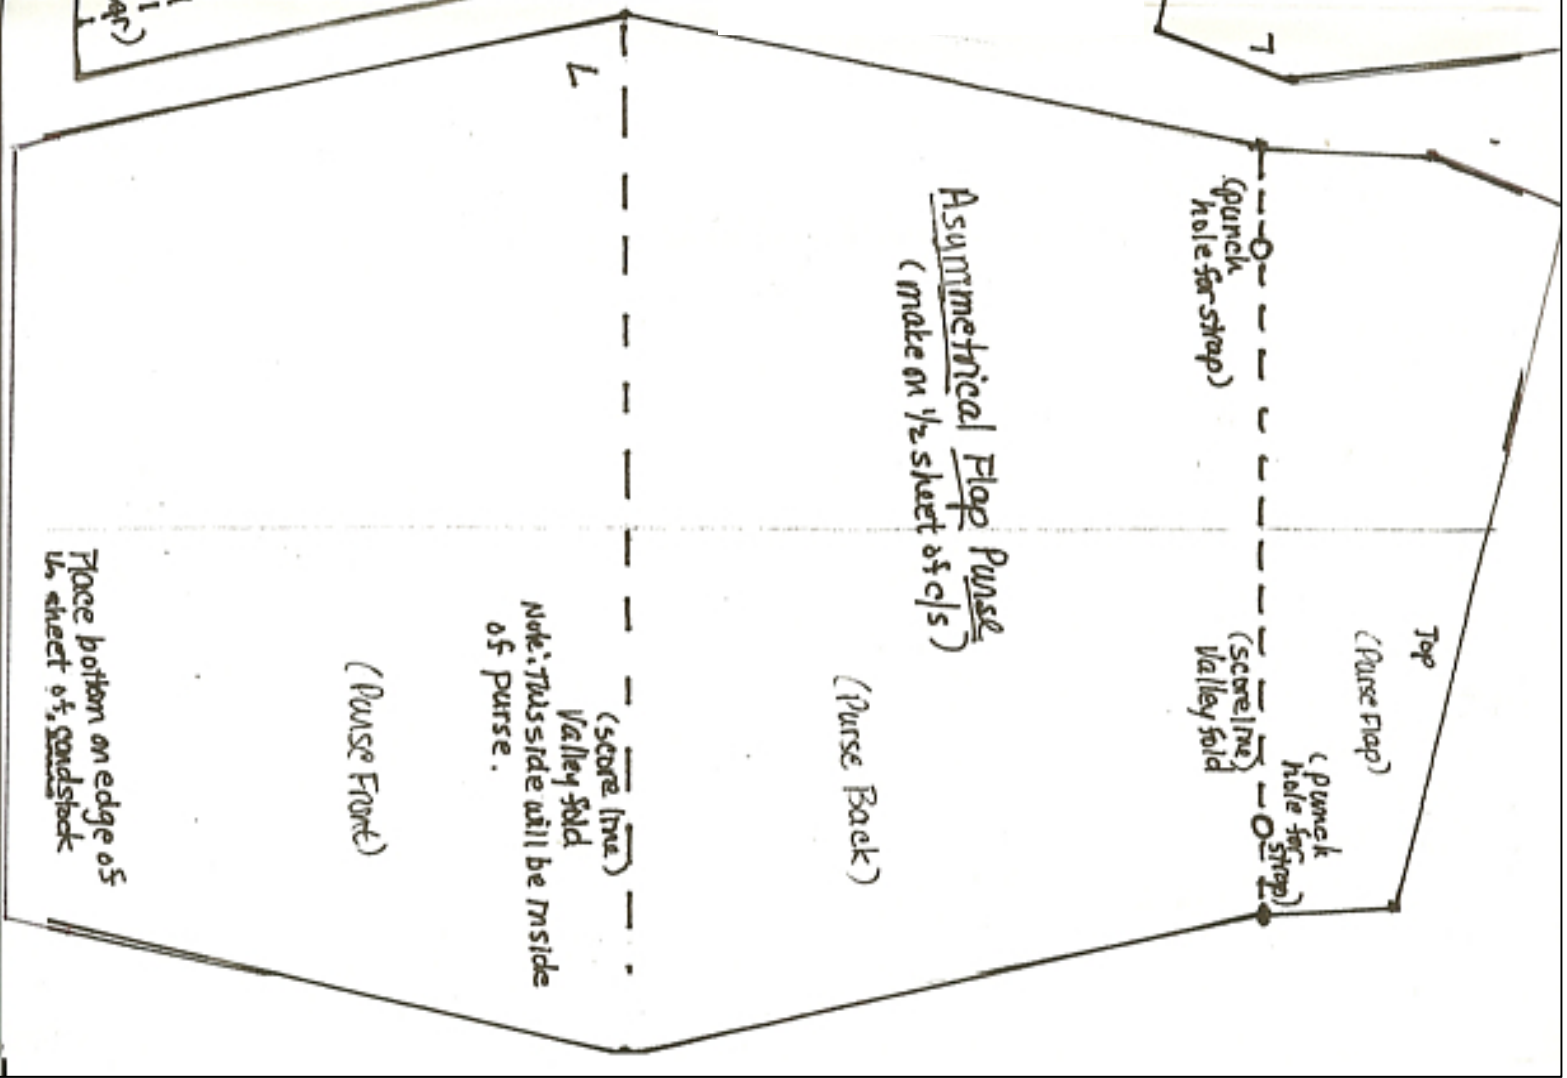 Top
(Purse Flap)
(punch
hole for
strap)
(score line)
Valley fold
(punch
hole for strap)
Asymmetrical Flap Purse
(make on 1/2 sheet of c/s)
(Purse Back)
(score line)
Valley fold
Note: This side will be inside
of purse.
(Purse Front)
Place bottom on edge of
1/2 sheet of cardstock